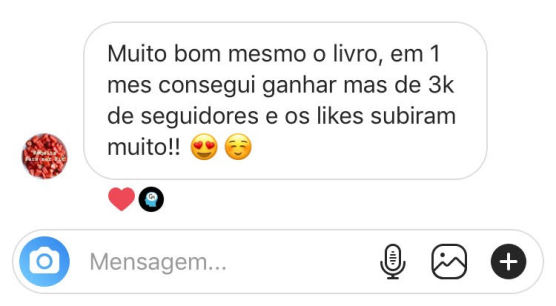 Muito bom mesmo o livro, em 1
mes consegui ganhar mas de 3k
de seguidores e os likes subiram
muito!! 😍☺️
Mensagem...